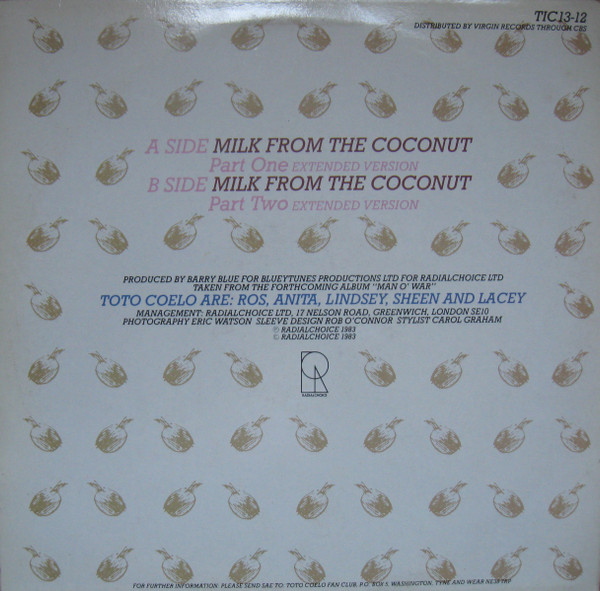 TIC13-12
DISTRIBUTED BY VIRGIN RECORDS THROUGH CBS
A SIDE MILK FROM THE COCONUT
Part One EXTENDED VERSION
B SIDE MILK FROM THE COCONUT
Part Two EXTENDED VERSION
PRODUCED BY BARRY BLUE FOR BLUEYTUNES PRODUCTIONS LTD FOR RADIALCHOICE LTD
TAKEN FROM THE FORTHCOMING ALBUM "MAN O' WAR"
TOTO COELO ARE: ROS, ANITA, LINDSEY, SHEEN AND LACEY
MANAGEMENT: RADIALCHOICE LTD, 17 NELSON ROAD, GREENWICH, LONDON SE10
PHOTOGRAPHY ERIC WATSON SLEEVE DESIGN ROB O'CONNOR STYLIST CAROL GRAHAM
℗ RADIALCHOICE 1983
© RADIALCHOICE 1983
RADIALCHOICE
FOR FURTHER INFORMATION: PLEASE SEND SAE TO: TOTO COELO FAN CLUB, P.O. BOX 5, WASHINGTON, TYNE AND WEAR